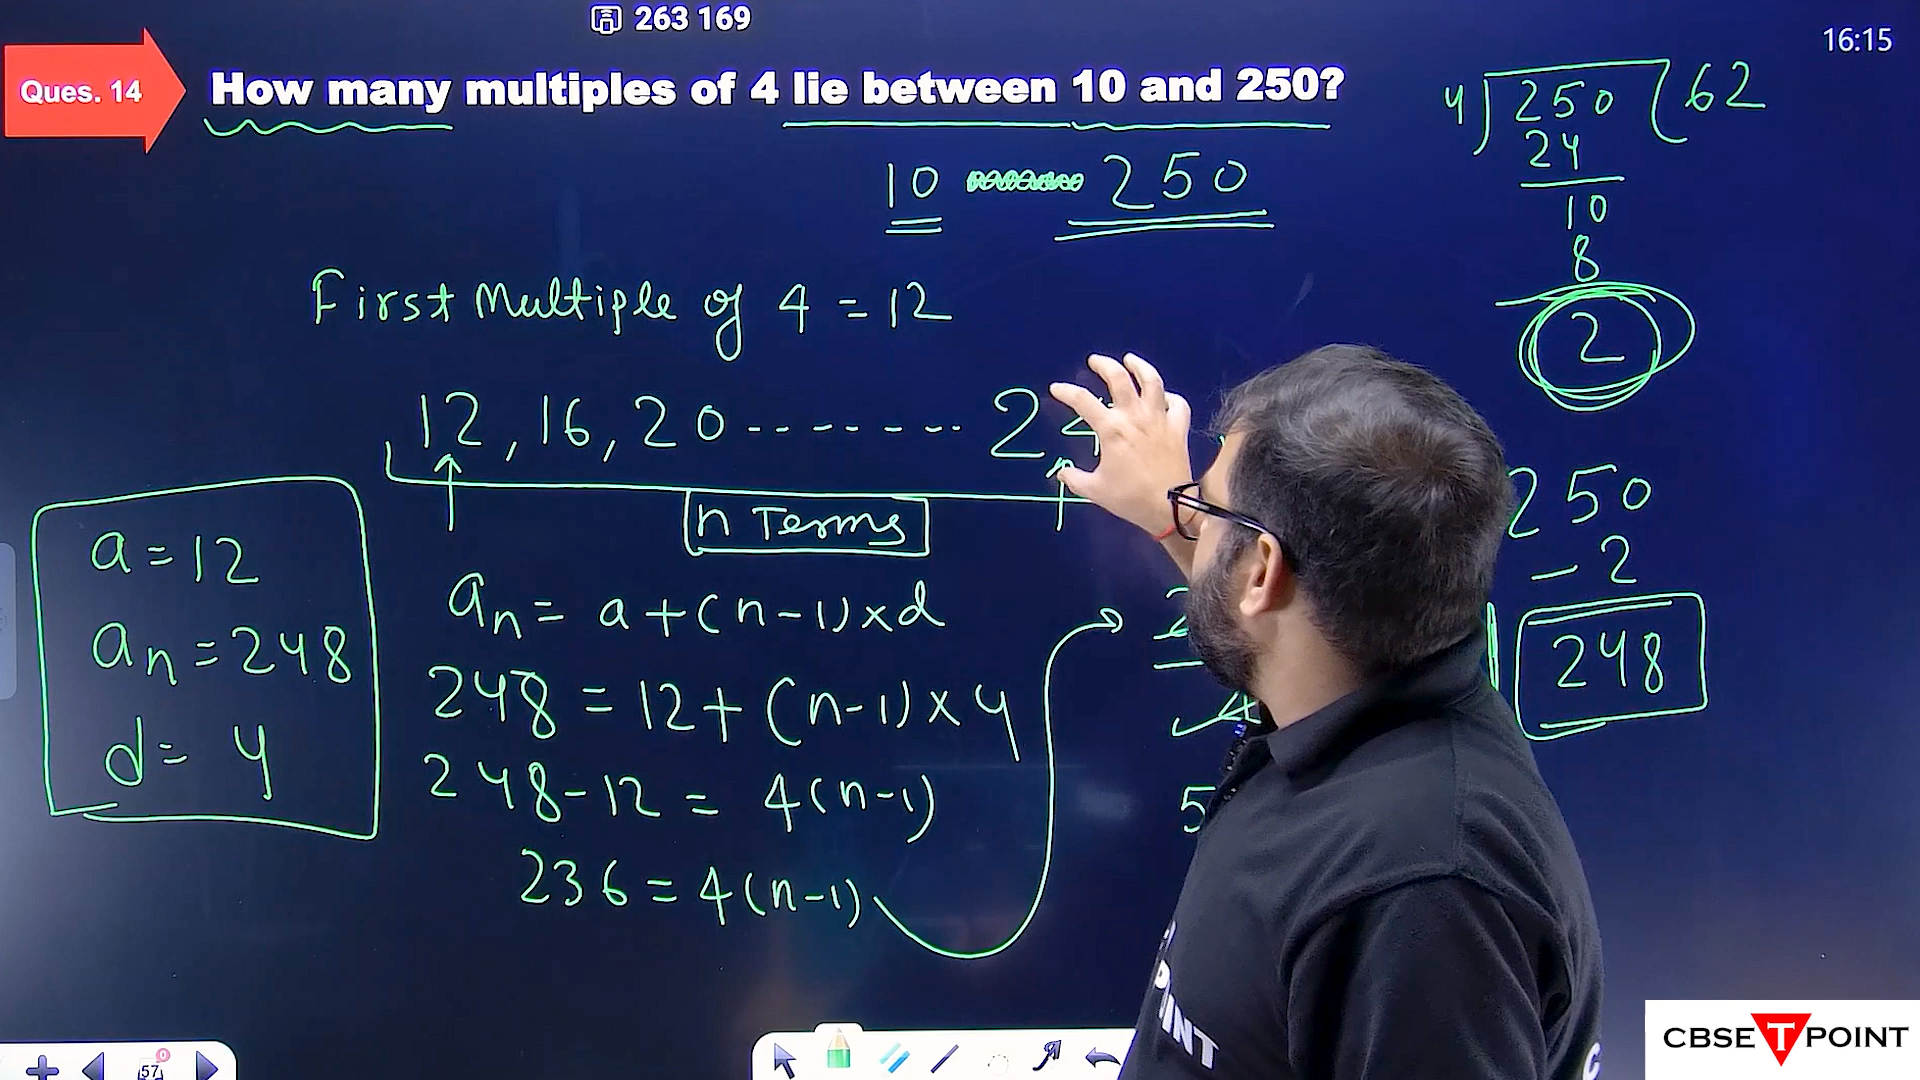 263 169
16:15
Ques. 14
How many multiples of 4 lie between 10 and 250?
4 ) 250 ( 62
24
10
8
2
10 250
First Multiple of 4 = 12
12, 16, 20 --------
n Terms
a = 12
an = 248
d = 4
an = a + (n-1) x d
248 = 12 + (n-1) x 4
248 - 12 = 4(n-1)
236 = 4(n-1)
250
- 2
248
57
0
CBSE T POINT